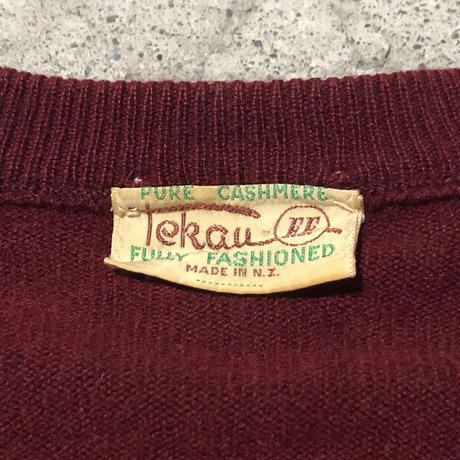 PURE CASHMERE
Tekau FF
FULLY FASHIONED
MADE IN N.Z.